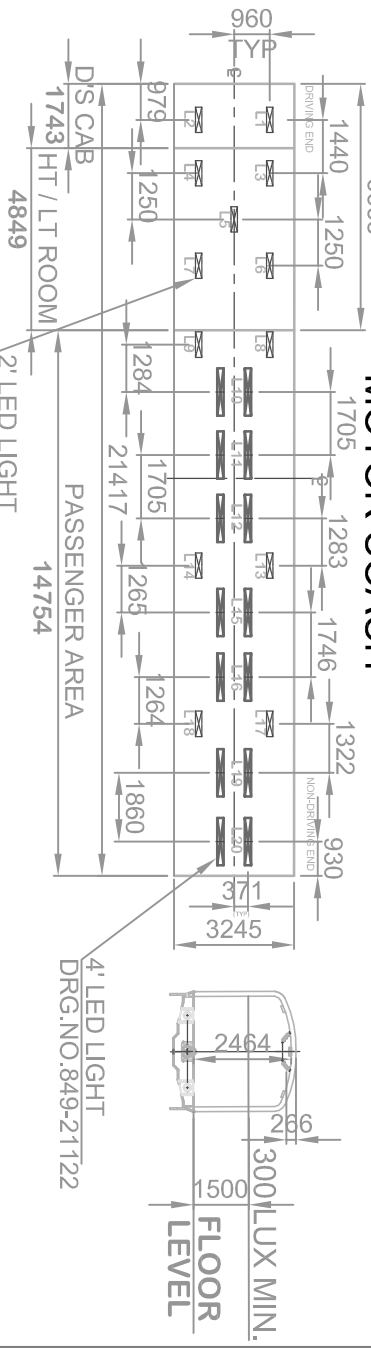 MOTOR COACH
960
TYP
DRIVING END
1440
1250
1705
1283
1746
1322
NON-DRIVING END
930
L1
L3
L6
L8
L13
L17
L5
L10
L11
L12
L15
L16
L19
L20
L2
L4
L7
L9
L14
L18
371
3245
979
1250
1284
1705
1265
1264
1860
21417
D'S CAB
1743
HT / LT ROOM
4849
PASSENGER AREA
14754
2' LED LIGHT
4' LED LIGHT
DRG.NO.849-21122
2464
266
1500
300 LUX MIN.
FLOOR
LEVEL